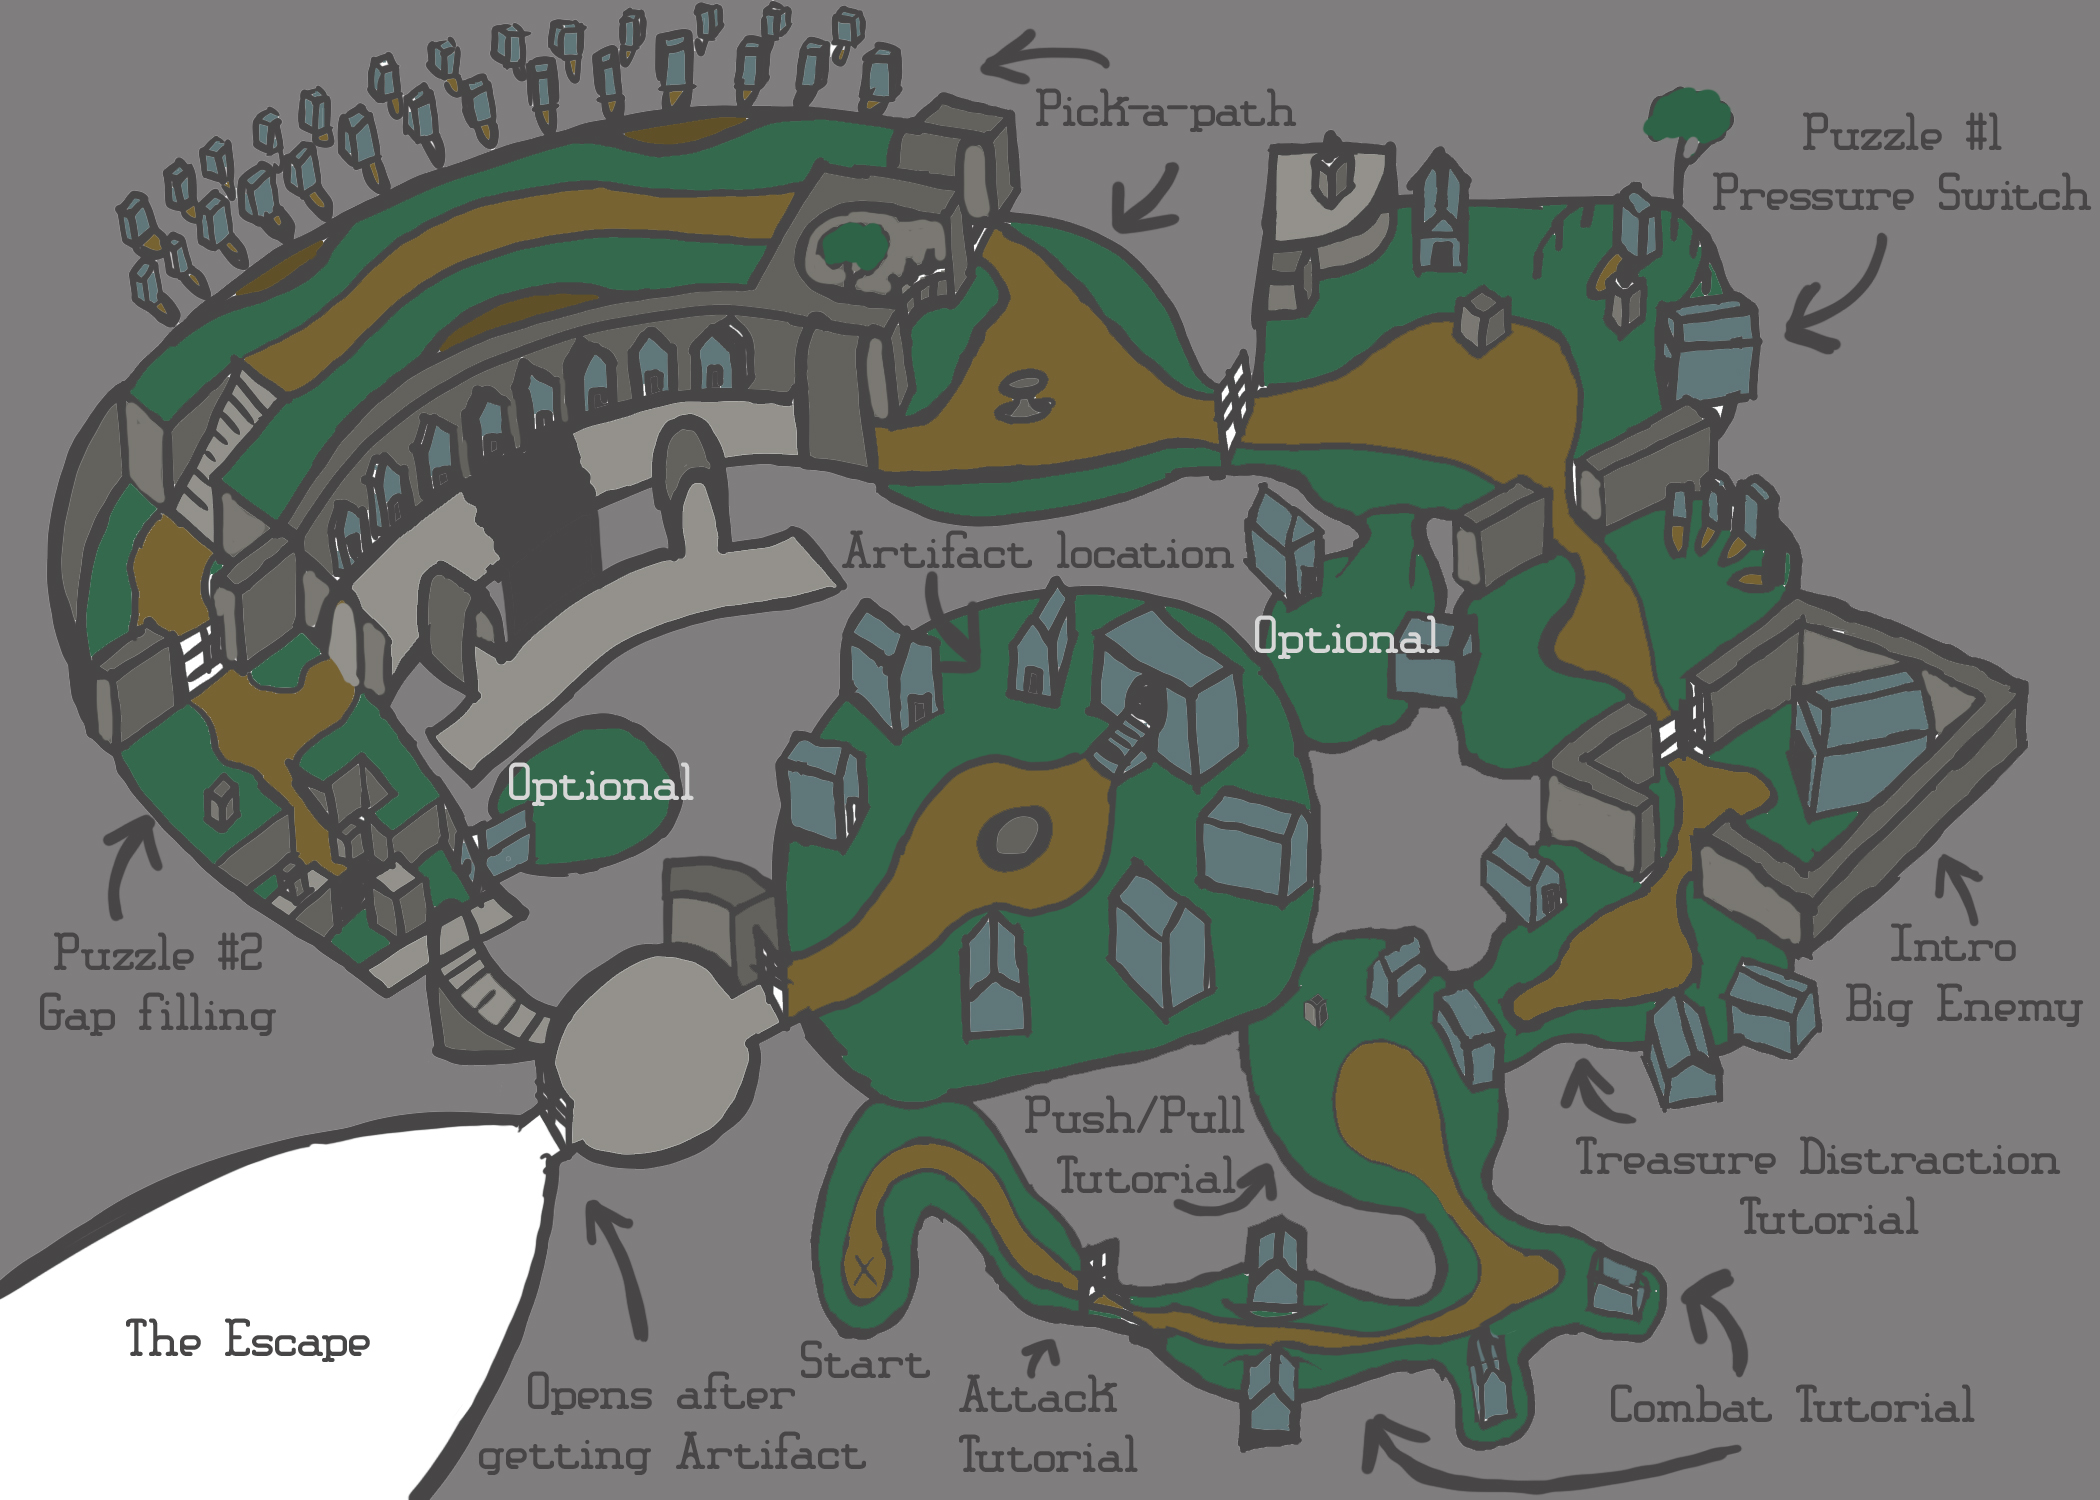 Pick-a-path
Puzzle #1
Pressure Switch
Artifact location
Optional
Optional
Puzzle #2
Gap filling
Intro
Big Enemy
Push/Pull
Tutorial
Treasure Distraction
Tutorial
The Escape
Start
Opens after
getting Artifact
Attack
Tutorial
Combat Tutorial